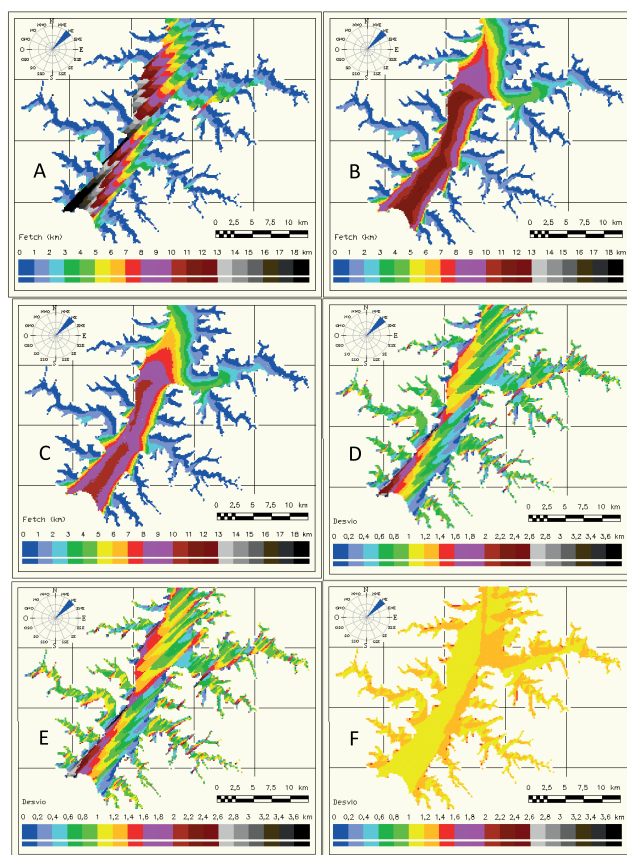 N
O
E
S
A
km
0 2,5 5 7,5 10
Fetch (km)
0 1 2 3 4 5 6 7 8 9 10 11 12 13 14 15 16 17 18 km
N
O
E
S
B
km
0 2,5 5 7,5 10
Fetch (km)
0 1 2 3 4 5 6 7 8 9 10 11 12 13 14 15 16 17 18 km
N
O
E
S
C
km
0 2,5 5 7,5 10
Fetch (km)
0 1 2 3 4 5 6 7 8 9 10 11 12 13 14 15 16 17 18 km
N
O
E
S
D
km
0 2,5 5 7,5 10
Desvio
0 0,2 0,4 0,6 0,8 1 1,2 1,4 1,6 1,8 2 2,2 2,4 2,6 2,8 3 3,2 3,4 3,6 km
N
O
E
S
E
km
0 2,5 5 7,5 10
Desvio
0 0,2 0,4 0,6 0,8 1 1,2 1,4 1,6 1,8 2 2,2 2,4 2,6 2,8 3 3,2 3,4 3,6 km
N
O
E
S
F
km
0 2,5 5 7,5 10
Desvio
0 0,2 0,4 0,6 0,8 1 1,2 1,4 1,6 1,8 2 2,2 2,4 2,6 2,8 3 3,2 3,4 3,6 km